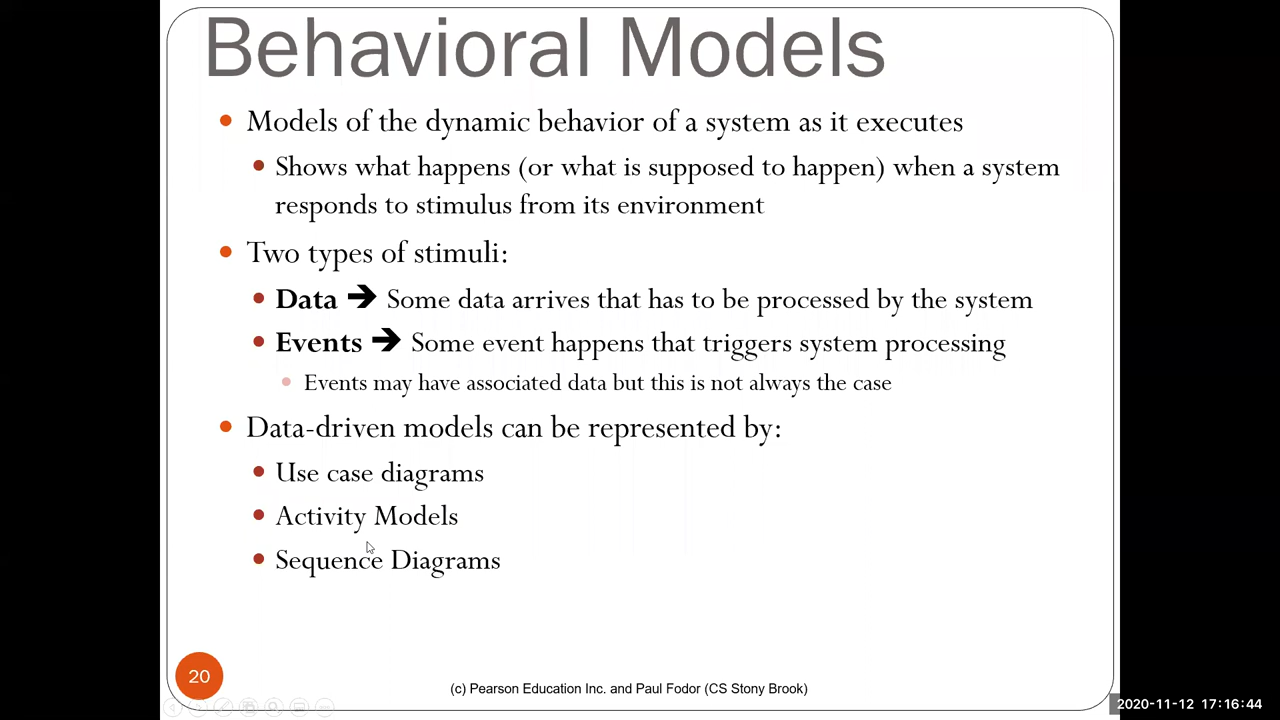 Behavioral Models
• Models of the dynamic behavior of a system as it executes
• Shows what happens (or what is supposed to happen) when a system
responds to stimulus from its environment
• Two types of stimuli:
• Data ➔ Some data arrives that has to be processed by the system
• Events ➔ Some event happens that triggers system processing
• Events may have associated data but this is not always the case
• Data-driven models can be represented by:
• Use case diagrams
• Activity Models
• Sequence Diagrams
20
(c) Pearson Education Inc. and Paul Fodor (CS Stony Brook)
2020-11-12 17:16:44